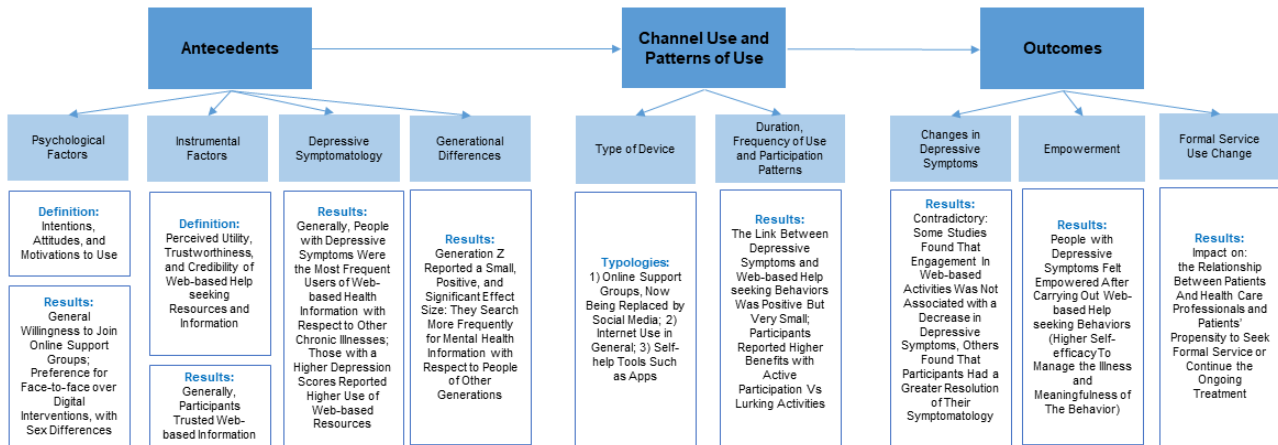 Antecedents
Channel Use and
Patterns of Use
Outcomes
Psychological
Factors
Instrumental
Factors
Depressive
Symptomatology
Generational
Differences
Type of Device
Duration,
Frequency of Use
and Participation
Patterns
Changes in
Depressive
Symptoms
Empowerment
Formal Service
Use Change
Definition:
Intentions,
Attitudes, and
Motivations to Use
Results:
General
Willingness to Join
Online Support
Groups;
Preference for
Face-to-face over
Digital
Interventions, with
Sex Differences
Definition:
Perceived Utility,
Trustworthiness,
and Credibility of
Web-based Help
seeking
Resources and
Information
Results:
Generally,
Participants
Trusted Web-
based Information
Results:
Generally, People
with Depressive
Symptoms Were
the Most Frequent
Users of Web-
based Health
Information with
Respect to Other
Chronic Illnesses;
Those with a
Higher Depression
Scores Reported
Higher Use of
Web-based
Resources
Results:
Generation Z
Reported a Small,
Positive, and
Significant Effect
Size: They Search
More Frequently
for Mental Health
Information with
Respect to People
of Other
Generations
Typologies:
1) Online Support
Groups, Now
Being Replaced by
Social Media; 2)
Internet Use in
General; 3) Self-
help Tools Such
as Apps
Results:
The Link Between
Depressive
Symptoms and
Web-based Help
seeking Behaviors
Was Positive But
Very Small;
Participants
Reported Higher
Benefits with
Active
Participation Vs
Lurking Activities
Results:
Contradictory:
Some Studies
Found That
Engagement In
Web-based
Activities Was Not
Associated with a
Decrease in
Depressive
Symptoms, Others
Found That
Participants Had a
Greater Resolution
of Their
Symptomatology
Results:
People with
Depressive
Symptoms Felt
Empowered After
Carrying Out Web-
based Help
seeking Behaviors
(Higher Self-
efficacy To
Manage the Illness and
Meaningfulness of
The Behavior)
Results:
Impact on:
the Relationship
Between Patients
And Health Care
Professionals and
Patients'
Propensity to Seek
Formal Service or
Continue the
Ongoing
Treatment